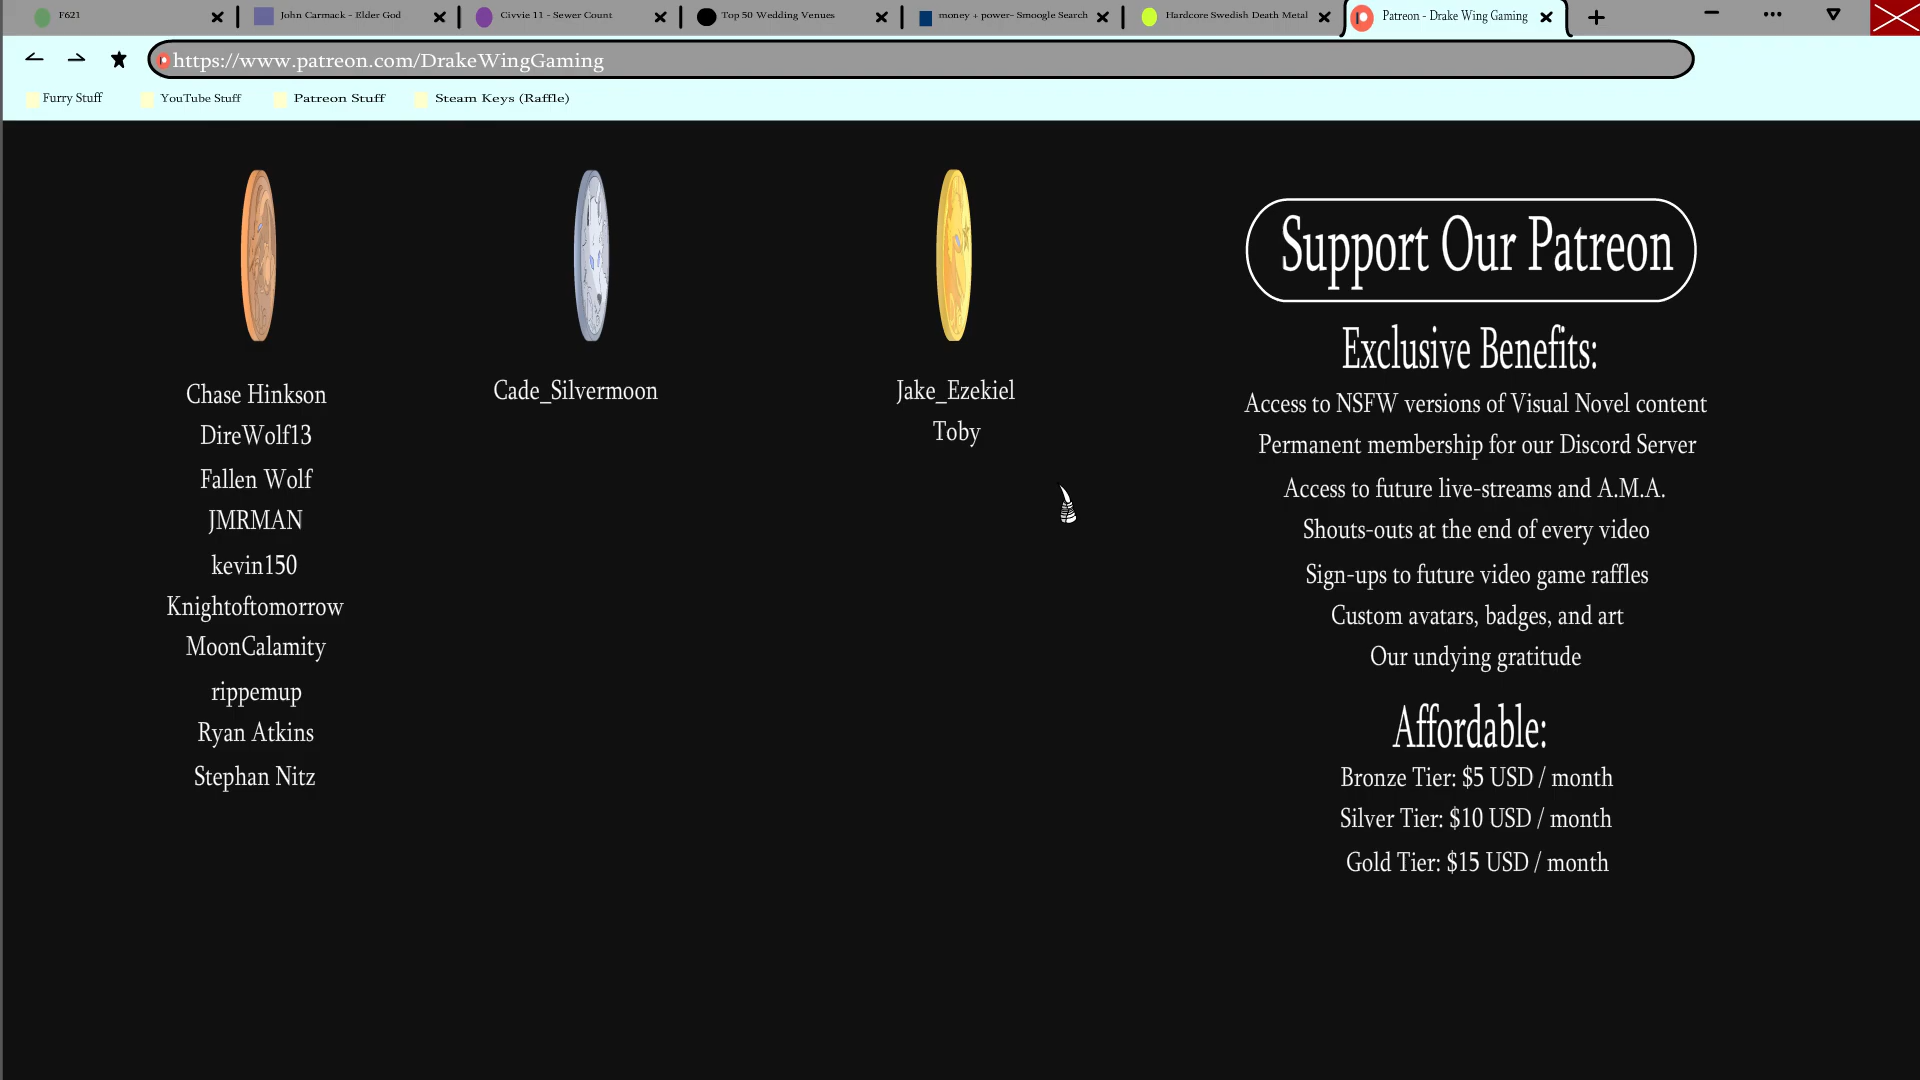 F621
John Carmack - Elder God
Civvie 11 - Sewer Count
Top 50 Wedding Venues
money + power- Smoogle Search
Hardcore Swedish Death Metal
Patreon - Drake Wing Gaming
https://www.patreon.com/DrakeWingGaming
Furry Stuff
YouTube Stuff
Patreon Stuff
Steam Keys (Raffle)
Chase Hinkson
DireWolf13
Fallen Wolf
JMRMAN
kevin150
Knightoftomorrow
MoonCalamity
rippemup
Ryan Atkins
Stephan Nitz
Cade_Silvermoon
Jake_Ezekiel
Toby
Support Our Patreon
Exclusive Benefits:
Access to NSFW versions of Visual Novel content
Permanent membership for our Discord Server
Access to future live-streams and A.M.A.
Shouts-outs at the end of every video
Sign-ups to future video game raffles
Custom avatars, badges, and art
Our undying gratitude
Affordable:
Bronze Tier: $5 USD / month
Silver Tier: $10 USD / month
Gold Tier: $15 USD / month